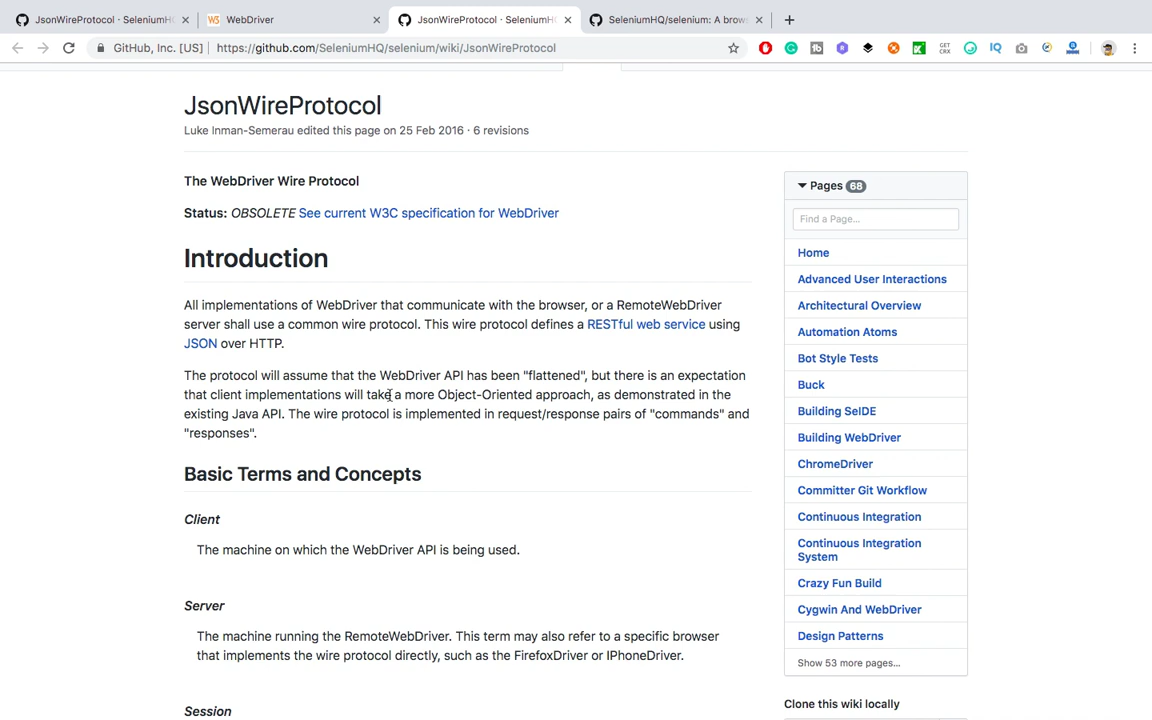 JsonWireProtocol · SeleniumHQ
WebDriver
JsonWireProtocol · SeleniumHQ
SeleniumHQ/selenium: A brow
GitHub, Inc. [US]
https://github.com/SeleniumHQ/selenium/wiki/JsonWireProtocol
GET
CRX
IQ
JsonWireProtocol
Luke Inman-Semerau edited this page on 25 Feb 2016 · 6 revisions
The WebDriver Wire Protocol
Status: OBSOLETE See current W3C specification for WebDriver
Introduction
All implementations of WebDriver that communicate with the browser, or a RemoteWebDriver
server shall use a common wire protocol. This wire protocol defines a RESTful web service using
JSON over HTTP.
The protocol will assume that the WebDriver API has been "flattened", but there is an expectation
that client implementations will take a more Object-Oriented approach, as demonstrated in the
existing Java API. The wire protocol is implemented in request/response pairs of "commands" and
"responses".
Basic Terms and Concepts
Client
The machine on which the WebDriver API is being used.
Server
The machine running the RemoteWebDriver. This term may also refer to a specific browser
that implements the wire protocol directly, such as the FirefoxDriver or IPhoneDriver.
Session
Pages 68
Find a Page...
Home
Advanced User Interactions
Architectural Overview
Automation Atoms
Bot Style Tests
Buck
Building SeIDE
Building WebDriver
ChromeDriver
Committer Git Workflow
Continuous Integration
Continuous Integration
System
Crazy Fun Build
Cygwin And WebDriver
Design Patterns
Show 53 more pages...
Clone this wiki locally